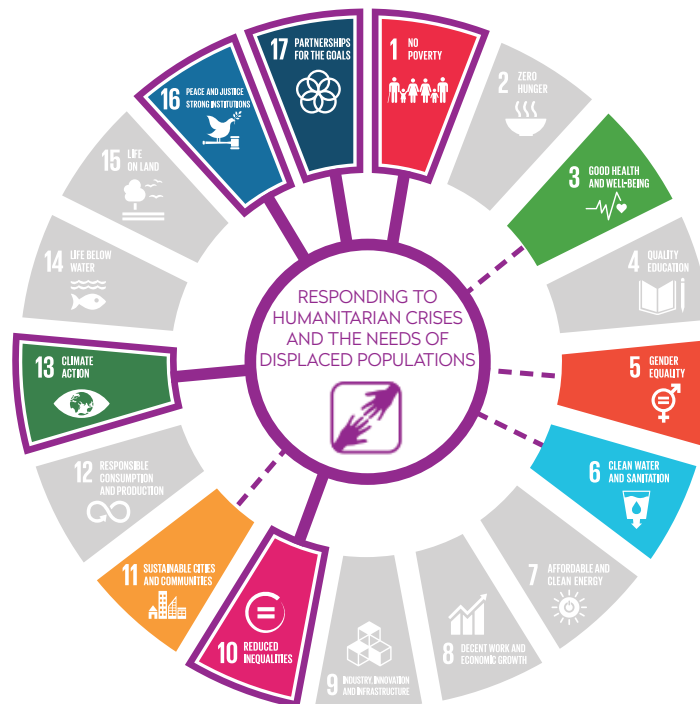 RESPONDING TO
HUMANITARIAN CRISES
AND THE NEEDS OF
DISPLACED POPULATIONS
1 NO
POVERTY
2 ZERO
HUNGER
3 GOOD HEALTH
AND WELL-BEING
4 QUALITY
EDUCATION
5 GENDER
EQUALITY
6 CLEAN WATER
AND SANITATION
7 AFFORDABLE AND
CLEAN ENERGY
8 DECENT WORK AND
ECONOMIC GROWTH
9 INDUSTRY, INNOVATION
AND INFRASTRUCTURE
10 REDUCED
INEQUALITIES
11 SUSTAINABLE CITIES
AND COMMUNITIES
12 RESPONSIBLE
CONSUMPTION
AND PRODUCTION
13 CLIMATE
ACTION
14 LIFE BELOW
WATER
15 LIFE
ON LAND
16 PEACE AND JUSTICE
STRONG INSTITUTIONS
17 PARTNERSHIPS
FOR THE GOALS